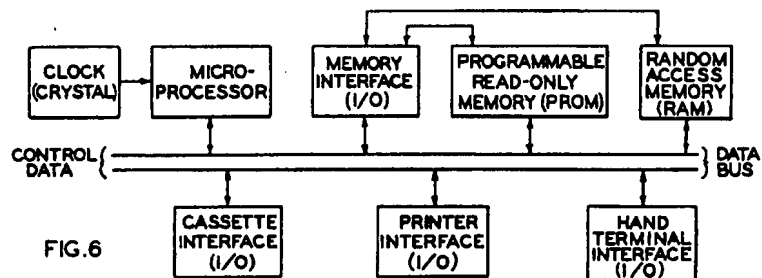 CLOCK
(CRYSTAL)
MICRO-
PROCESSOR
MEMORY
INTERFACE
(I/O)
PROGRAMMABLE
READ-ONLY
MEMORY (PROM)
RANDOM
ACCESS
MEMORY
(RAM)
CONTROL
DATA
DATA
BUS
CASSETTE
INTERFACE
(I/O)
PRINTER
INTERFACE
(I/O)
HAND
TERMINAL
INTERFACE
(I/O)
FIG.6